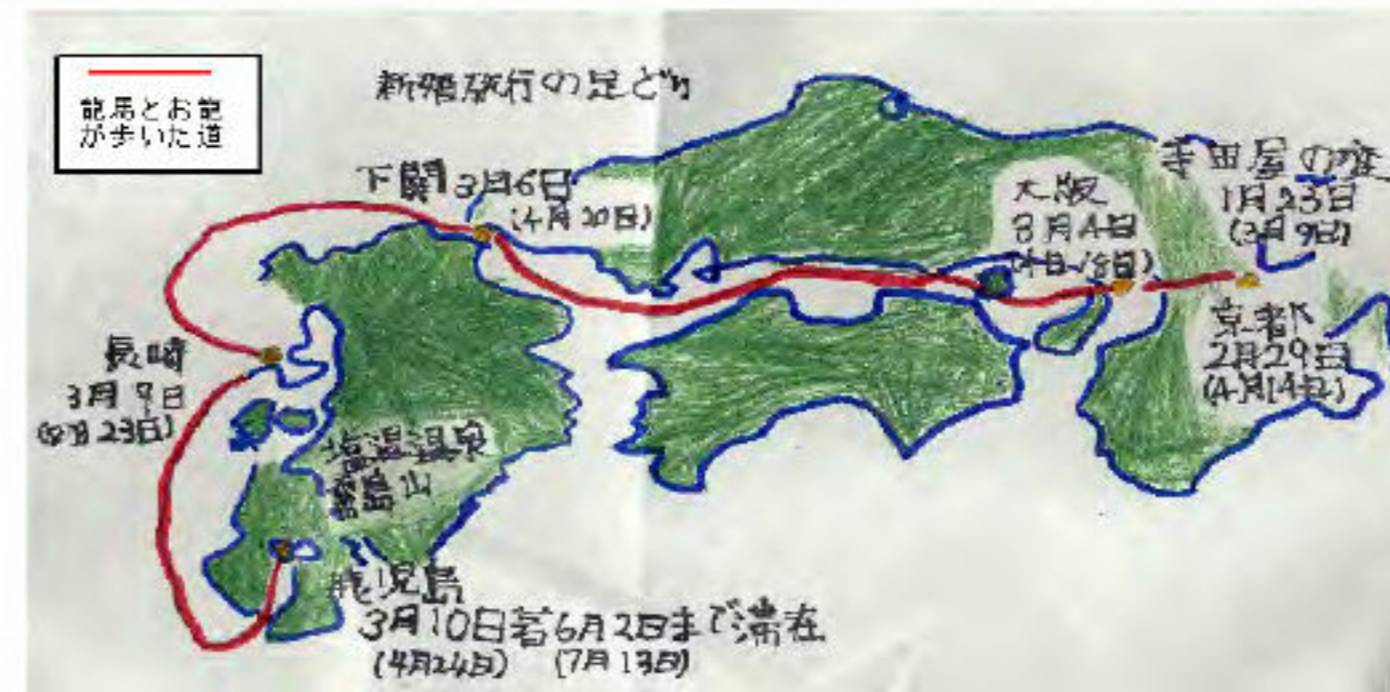 龍馬とお龍
が歩いた道
新婚旅行の足どり
下関3月6日
(4月20日)
大阪
3月4日
(4月18日)
寺田屋の
1月23日
(3月9日)
京都
2月29日
(4月14日)
長崎
3月9日
23日)
塩浸温泉
霧島山
鹿児島
3月10日着6月2日まで滞在
(4月24日) (7月13日)